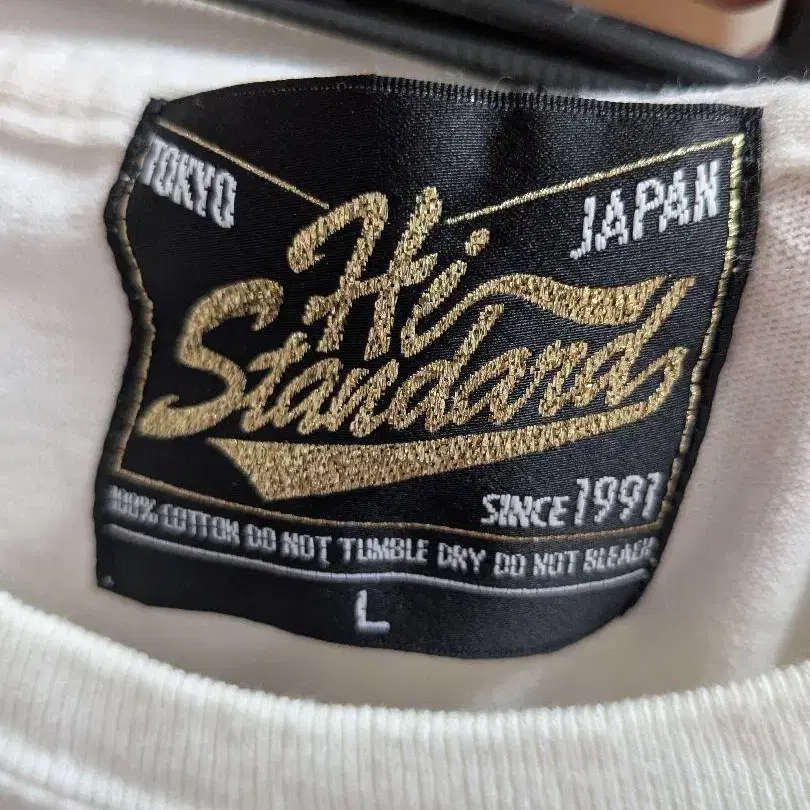 TOKYO
JAPAN
Hi
Standard
SINCE 1991
100% COTTON DO NOT TUMBLE DRY DO NOT BLEACH
L